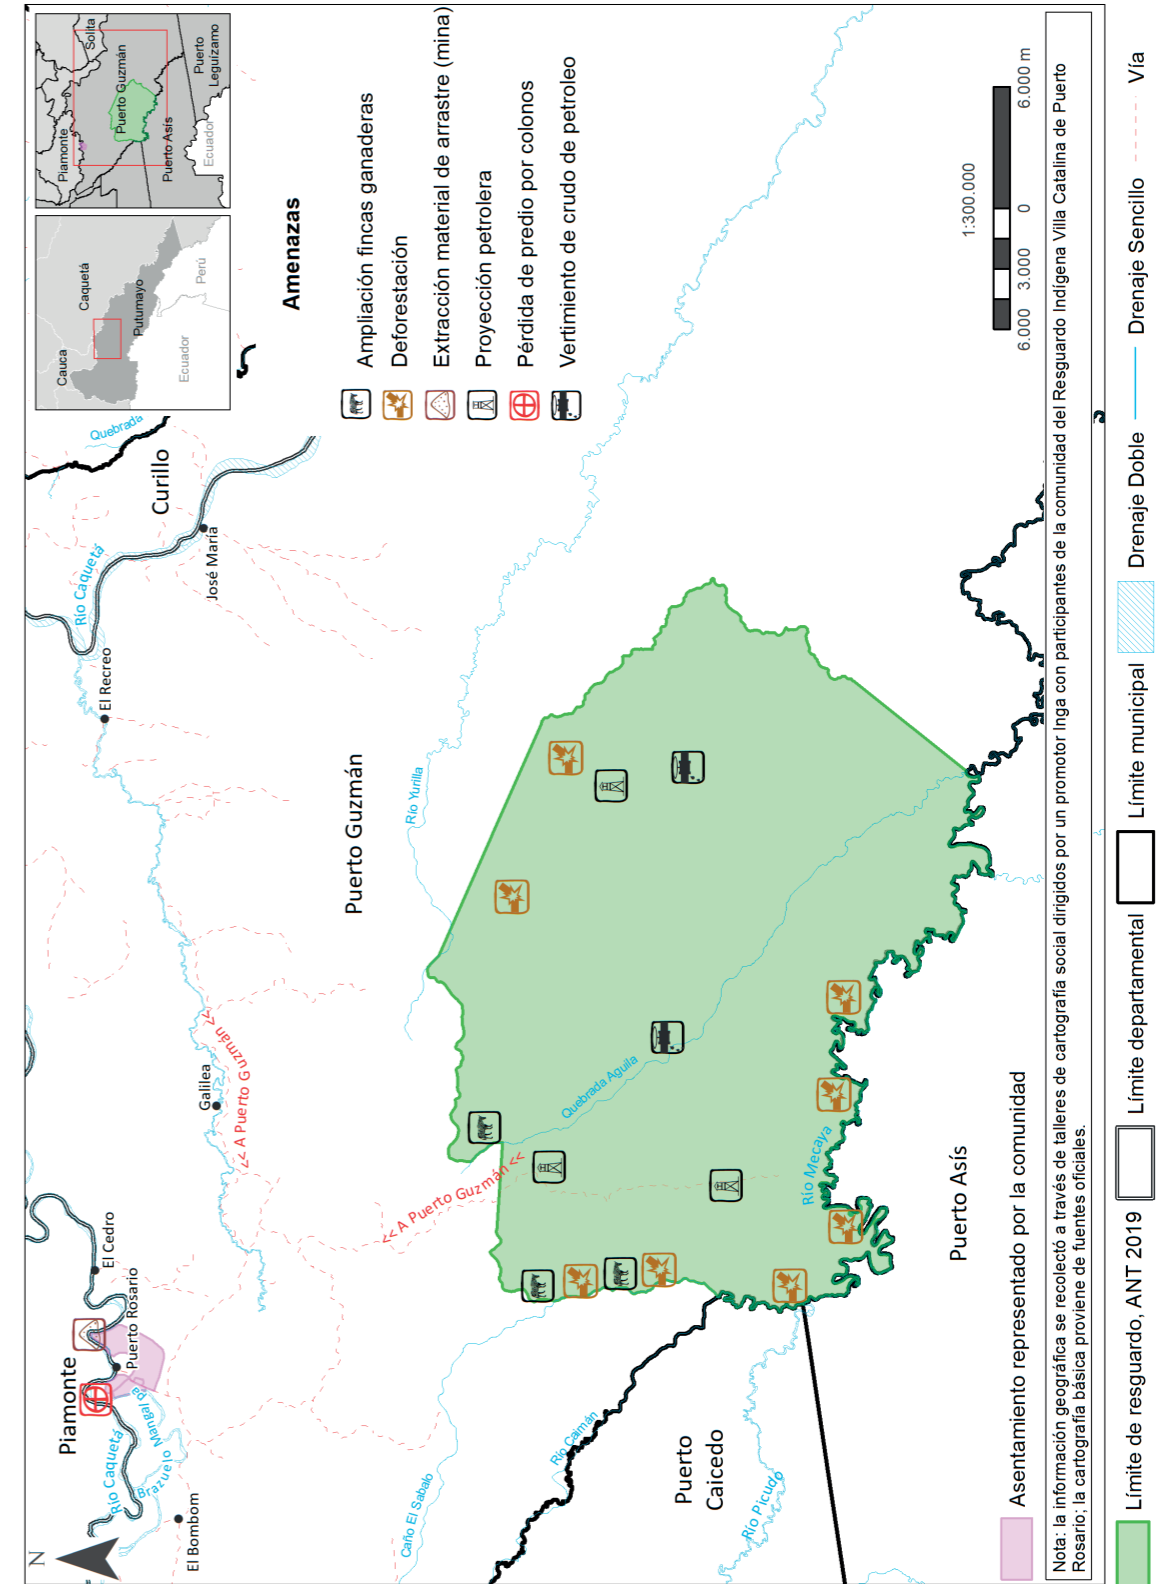 N
Piamonte
Río Caquetá
Brazuelo Mangalpa
El Bombom
Puerto Rosario
El Cedro
Galilea
<< A Puerto Guzmán <<
El Recreo
Río Caquetá
José María
Curillo
Quebrada
Puerto Guzmán
Río Yurilla
<< A Puerto Guzmán <<
Quebrada Aguila
Caño El Sabalo
Río Caimán
Puerto
Caicedo
Río Picudo
Río Mecaya
Puerto Asís
Cauca
Caquetá
Putumayo
Ecuador
Perú
Piamonte
Solita
Puerto Guzmán
Puerto Asís
Puerto
Leguízamo
Ecuador
Amenazas
Ampliación fincas ganaderas
Deforestación
Extracción material de arrastre (mina)
Proyección petrolera
Pérdida de predio por colonos
Vertimiento de crudo de petroleo
1:300.000
6.000 3.000 0 6.000 m
Asentamiento representado por la comunidad
Nota: la información geográfica se recolectó a través de talleres de cartografía social dirigidos por un promotor Inga con participantes de la comunidad del Resguardo Indígena Villa Catalina de Puerto
Rosario; la cartografía básica proviene de fuentes oficiales.
Límite de resguardo, ANT 2019
Límite departamental
Límite municipal
Drenaje Doble
Drenaje Sencillo
Vía